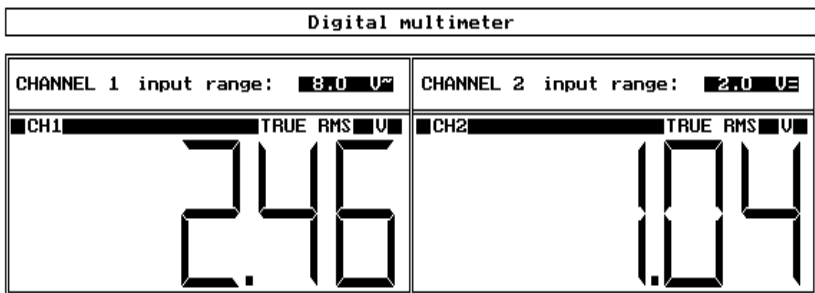 Digital multimeter
CHANNEL 1 input range: 8.0 V~
CHANNEL 2 input range: 2.0 V=
CH1 TRUE RMS V
CH2 TRUE RMS V
2.46
1.04